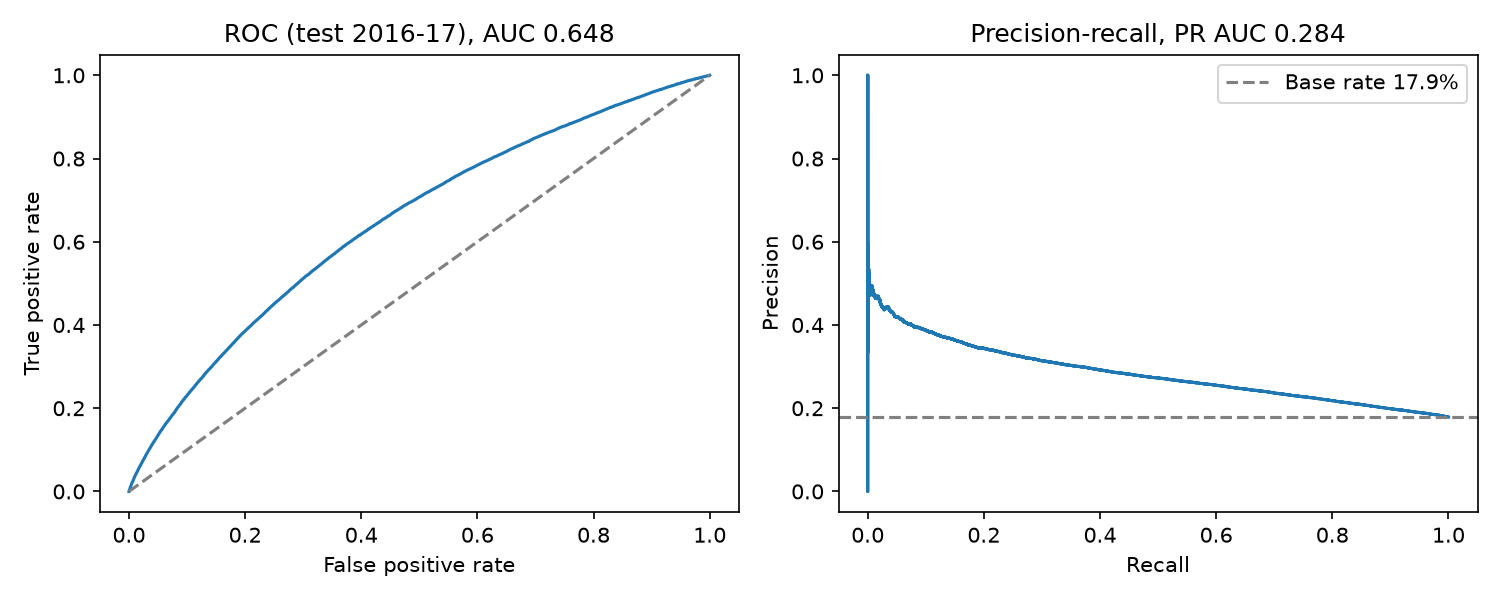 ROC (test 2016-17), AUC 0.648
1.0
0.8
0.6
0.4
0.2
0.0
True positive rate
0.0 0.2 0.4 0.6 0.8 1.0
False positive rate
Precision-recall, PR AUC 0.284
Base rate 17.9%
1.0
0.8
0.6
0.4
0.2
0.0
Precision
0.0 0.2 0.4 0.6 0.8 1.0
Recall